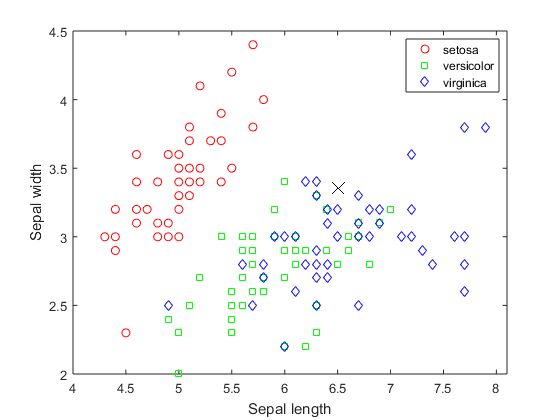 4.5
4
3.5
3
2.5
2
Sepal width
setosa
versicolor
virginica
4 4.5 5 5.5 6 6.5 7 7.5 8
Sepal length